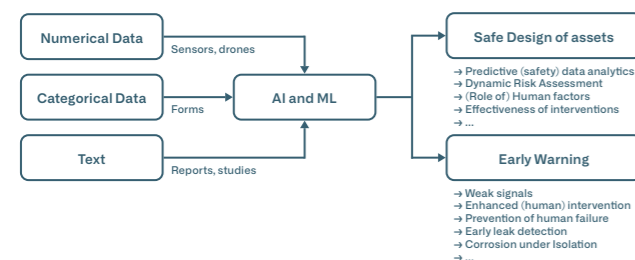 Numerical Data
Sensors, drones
Categorical Data
Forms
Text
Reports, studies
AI and ML
Safe Design of assets
→ Predictive (safety) data analytics
→ Dynamic Risk Assessment
→ (Role of) Human factors
→ Effectiveness of interventions
→ ...
Early Warning
→ Weak signals
→ Enhanced (human) intervention
→ Prevention of human failure
→ Early leak detection
→ Corrosion under Isolation
→ ...